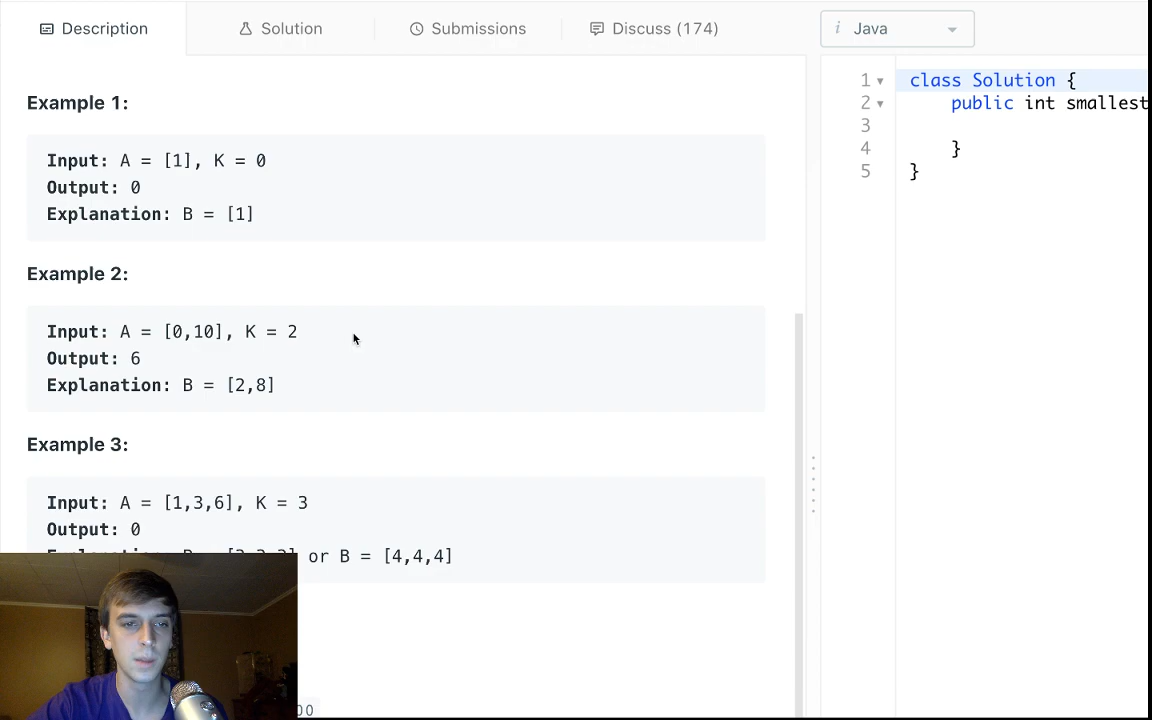 Description
Solution
Submissions
Discuss (174)
i Java
Example 1:
Input: A = [1], K = 0
Output: 0
Explanation: B = [1]
Example 2:
Input: A = [0,10], K = 2
Output: 6
Explanation: B = [2,8]
Example 3:
Input: A = [1,3,6], K = 3
Output: 0
or B = [4,4,4]
00
1 class Solution {
2 public int smallest
3
4 }
5 }